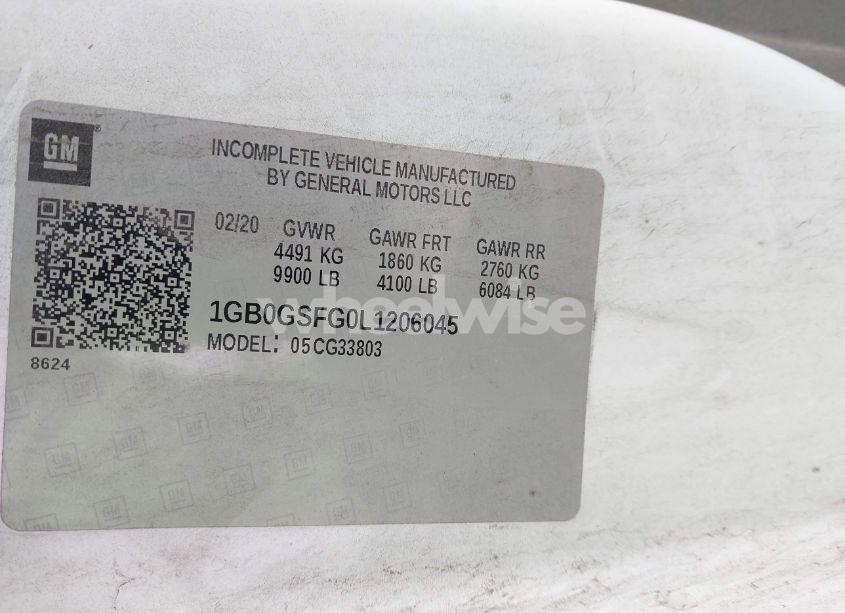 GM
INCOMPLETE VEHICLE MANUFACTURED
BY GENERAL MOTORS LLC
02/20 GVWR GAWR FRT GAWR RR
4491 KG 1860 KG 2760 KG
9900 LB 4100 LB 6084 LB
wheelwise
1GB0GSFG0L1206045
MODEL: 05CG33803
8624